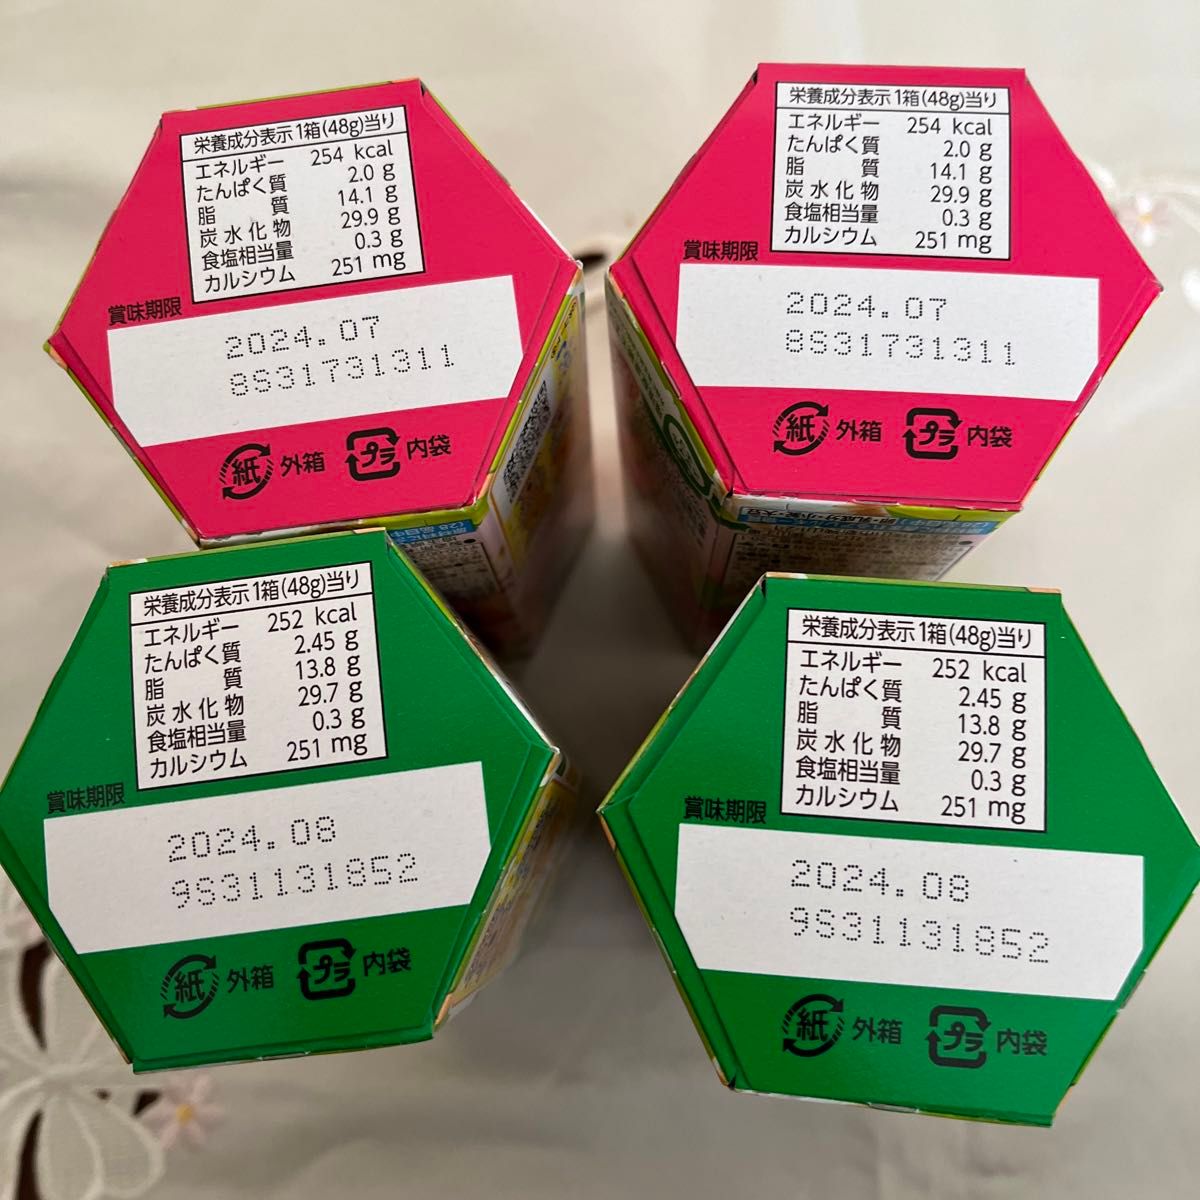 栄養成分表示 1箱(48g)当り
エネルギー 254 kcal
たんぱく質 2.0 g
脂質 14.1 g
炭水化物 29.9 g
食塩相当量 0.3 g
カルシウム 251 mg
賞味期限
2024.07
8S31731311
紙 外箱 プラ 内袋
栄養成分表示 1箱(48g)当り
エネルギー 254 kcal
たんぱく質 2.0 g
脂質 14.1 g
炭水化物 29.9 g
食塩相当量 0.3 g
カルシウム 251 mg
賞味期限
2024.07
8S31731311
紙 外箱 プラ 内袋
栄養成分表示 1箱(48g)当り
エネルギー 252 kcal
たんぱく質 2.45 g
脂質 13.8 g
炭水化物 29.7 g
食塩相当量 0.3 g
カルシウム 251 mg
賞味期限
2024.08
9S31131852
紙 外箱 プラ 内袋
栄養成分表示 1箱(48g)当り
エネルギー 252 kcal
たんぱく質 2.45 g
脂質 13.8 g
炭水化物 29.7 g
食塩相当量 0.3 g
カルシウム 251 mg
賞味期限
2024.08
9S31131852
紙 外箱 プラ 内袋